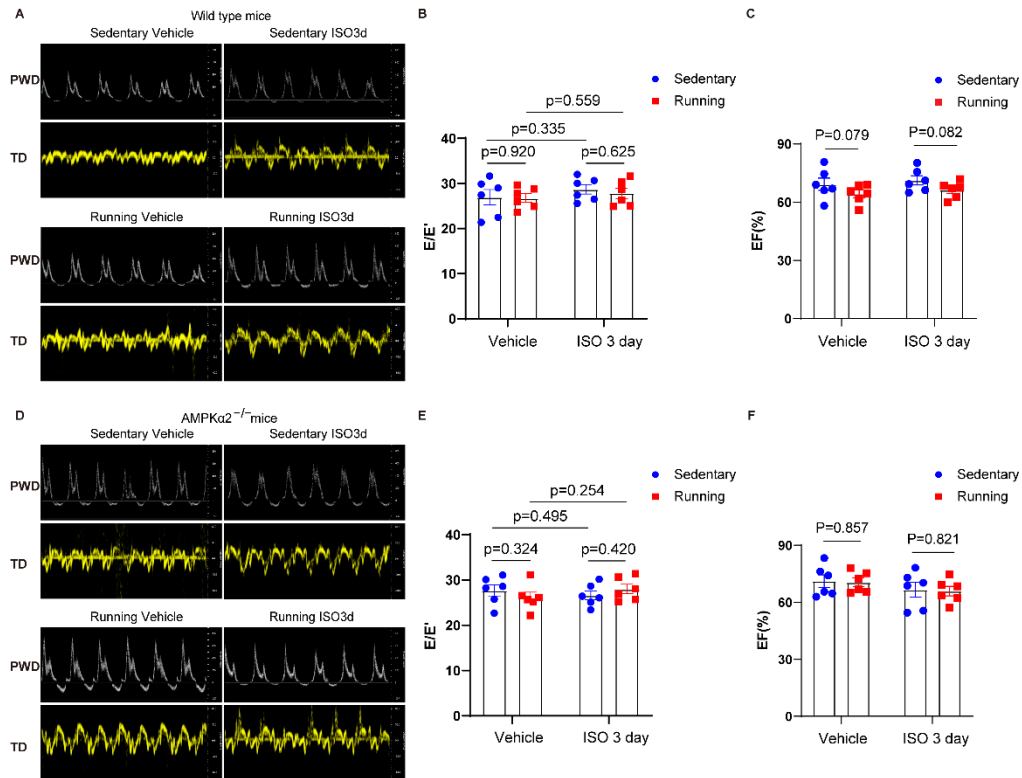 A
Wild type mice
Sedentary Vehicle
Sedentary ISO3d
PWD
TD
Running Vehicle
Running ISO3d
PWD
TD
B
Sedentary
Running
p=0.559
p=0.335
p=0.920
p=0.625
40
30
20
10
0
E/E'
Vehicle
ISO 3 day
C
Sedentary
Running
P=0.079
P=0.082
90
60
30
0
EF(%)
Vehicle
ISO 3 day
D
AMPKα2−/−mice
Sedentary Vehicle
Sedentary ISO3d
PWD
TD
Running Vehicle
Running ISO3d
PWD
TD
E
Sedentary
Running
p=0.254
p=0.495
p=0.324
p=0.420
40
30
20
10
0
E/E'
Vehicle
ISO 3 day
F
Sedentary
Running
P=0.857
P=0.821
90
60
30
0
EF(%)
Vehicle
ISO 3 day